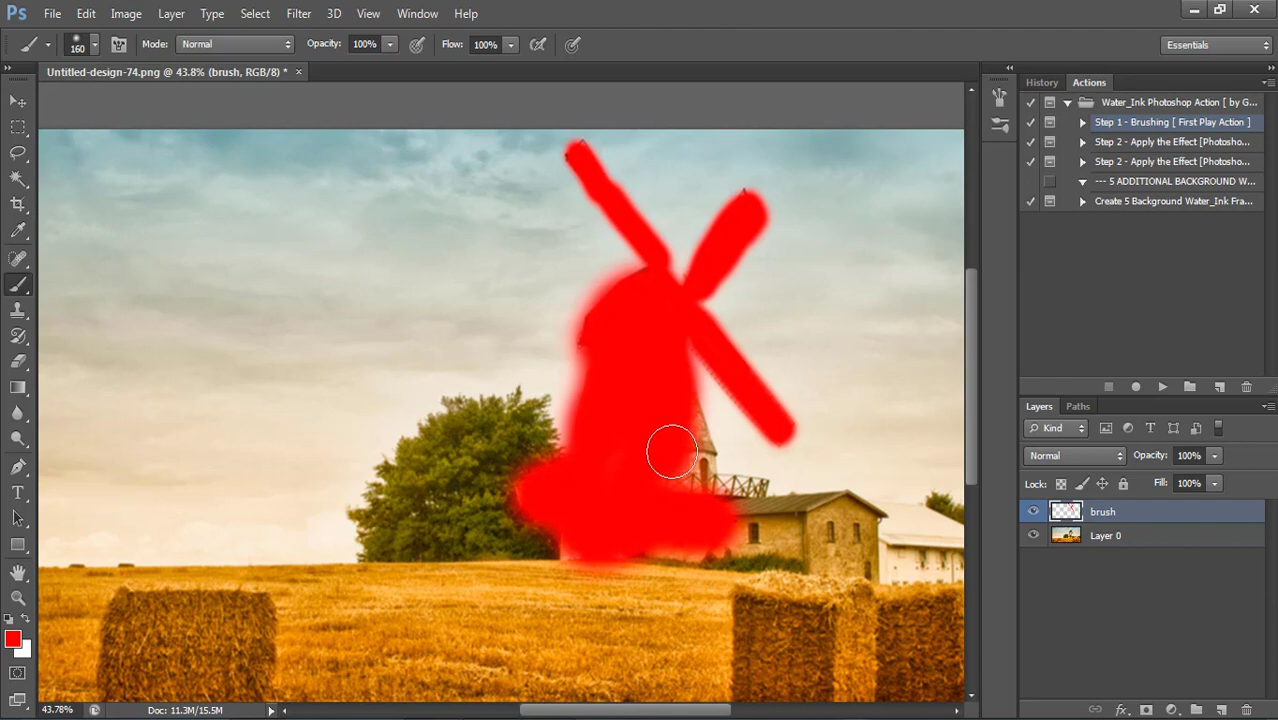 Ps File Edit Image Layer Type Select Filter 3D View Window Help
160 Mode: Normal Opacity: 100% Flow: 100% Essentials
Untitled-design-74.png @ 43.8% (brush, RGB/8) * ×
History Actions
Water_Ink Photoshop Action [ by G...
Step 1 - Brushing [ First Play Action ]
Step 2 - Apply the Effect [Photosho...
Step 2 - Apply the Effect [Photosho...
--- 5 ADDITIONAL BACKGROUND W...
Create 5 Background Water_Ink Fra...
Layers Paths
Kind
Normal Opacity: 100%
Lock: Fill: 100%
brush
Layer 0
43.78% Doc: 11.3M/15.5M